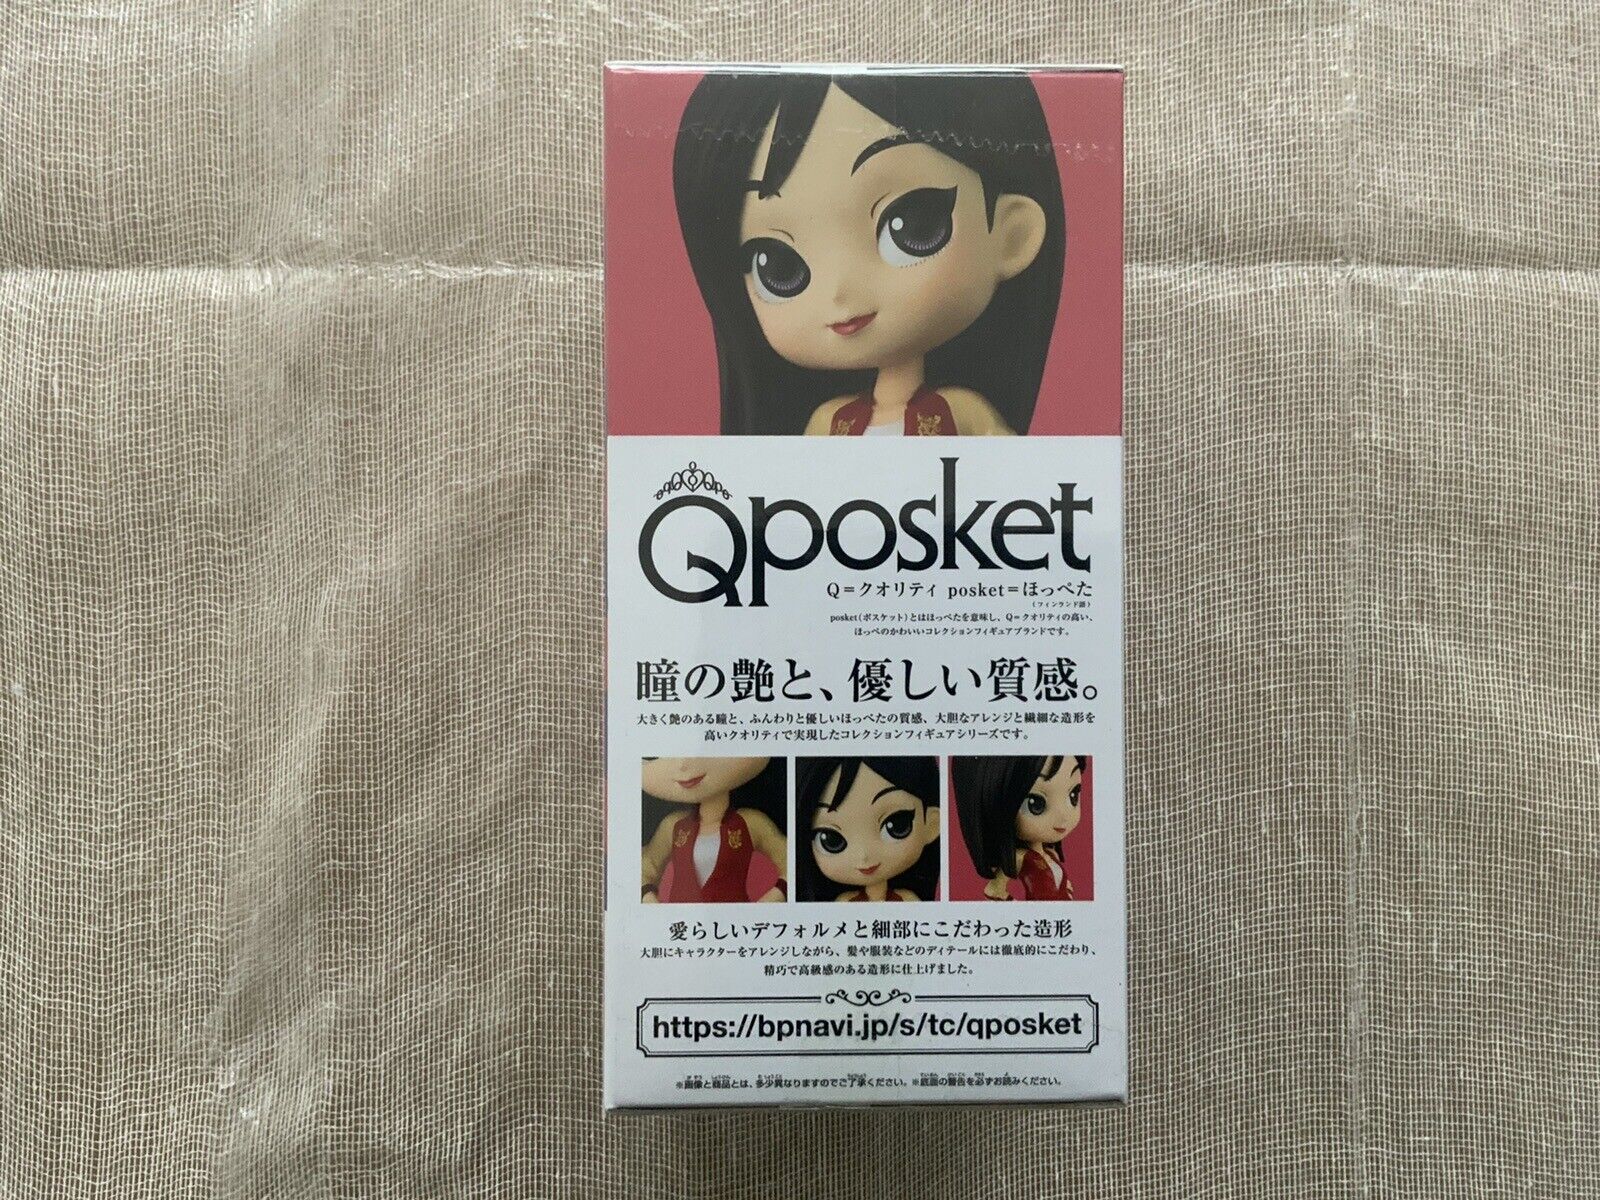 Qposket
Q=クオリティ posket=ほっぺた
(フィンランド語)
posket(ポスケット)とはほっぺたを意味し、Q=クオリティの高い、
ほっぺのかわいいコレクションフィギュアブランドです。
瞳の艶と、優しい質感。
大きく艶のある瞳と、ふんわりと優しいほっぺたの質感、大胆なアレンジと繊細な造形を
高いクオリティで実現したコレクションフィギュアシリーズです。
愛らしいデフォルメと細部にこだわった造形
大胆にキャラクターをアレンジしながら、髪や服装などのディテールには徹底的にこだわり、
精巧で高級感のある造形に仕上げました。
https://bpnavi.jp/s/tc/qposket
※画像と商品とは、多少異なりますのでご了承ください。※底面の警告を必ずお読みください。